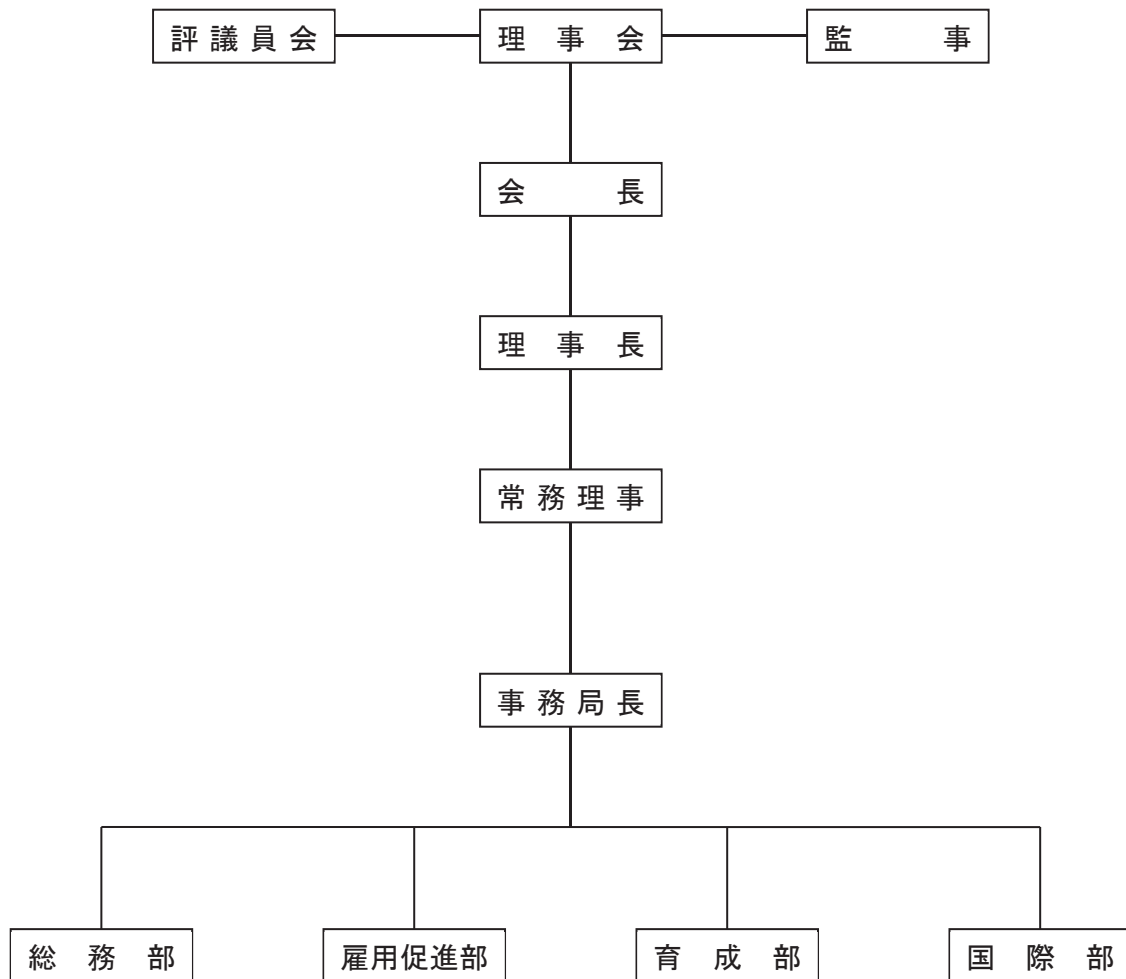 評議員会 理事会 監事
会長
理事長
常務理事
事務局長
総務部 雇用促進部 育成部 国際部